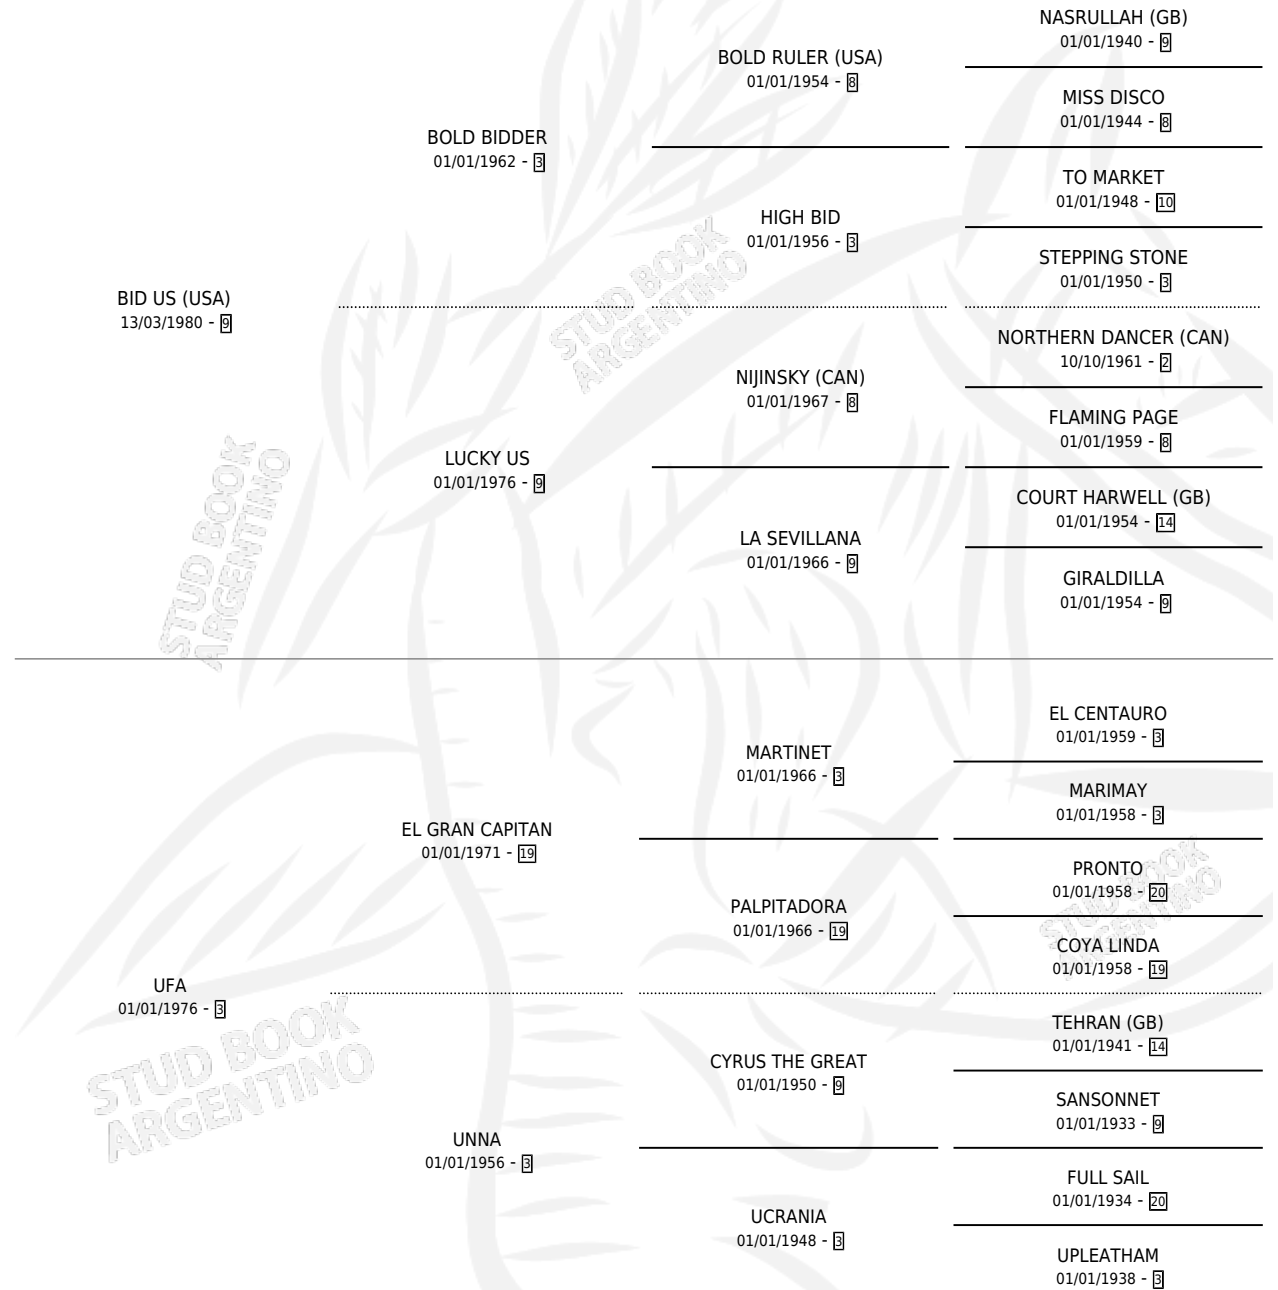 NASRULLAH (GB)
01/01/1940 - 9
BOLD RULER (USA)
01/01/1954 - 8
MISS DISCO
01/01/1944 - 8
BOLD BIDDER
01/01/1962 - 3
TO MARKET
01/01/1948 - 10
HIGH BID
01/01/1956 - 3
STEPPING STONE
01/01/1950 - 3
BID US (USA)
13/03/1980 - 9
NORTHERN DANCER (CAN)
10/10/1961 - 2
NIJINSKY (CAN)
01/01/1967 - 8
FLAMING PAGE
01/01/1959 - 8
LUCKY US
01/01/1976 - 9
COURT HARWELL (GB)
01/01/1954 - 14
LA SEVILLANA
01/01/1966 - 9
GIRALDILLA
01/01/1954 - 9
EL CENTAURO
01/01/1959 - 3
MARTINET
01/01/1966 - 3
MARIMAY
01/01/1958 - 3
EL GRAN CAPITAN
01/01/1971 - 19
PRONTO
01/01/1958 - 20
PALPITADORA
01/01/1966 - 19
COYA LINDA
01/01/1958 - 19
UFA
01/01/1976 - 3
TEHRAN (GB)
01/01/1941 - 14
CYRUS THE GREAT
01/01/1950 - 9
SANSONNET
01/01/1933 - 9
UNNA
01/01/1956 - 3
FULL SAIL
01/01/1934 - 20
UCRANIA
01/01/1948 - 3
UPLEATHAM
01/01/1938 - 3
STUD BOOK
ARGENTINO
STUD BOOK
ARGENTINO
STUD BOOK
ARGENTINO
STUD BOOK
ARGENTINO